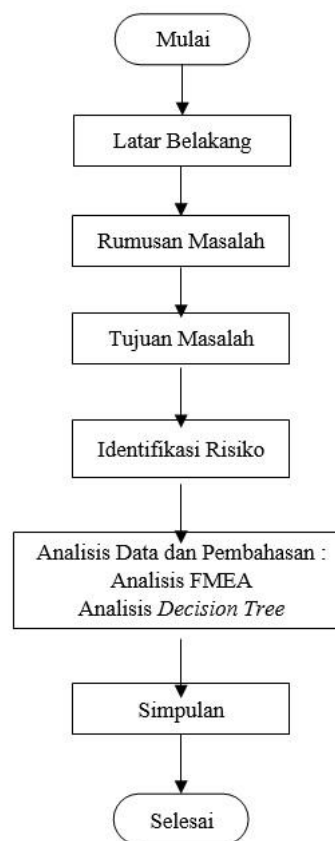 Mulai
Latar Belakang
Rumusan Masalah
Tujuan Masalah
Identifikasi Risiko
Analisis Data dan Pembahasan :
Analisis FMEA
Analisis Decision Tree
Simpulan
Selesai